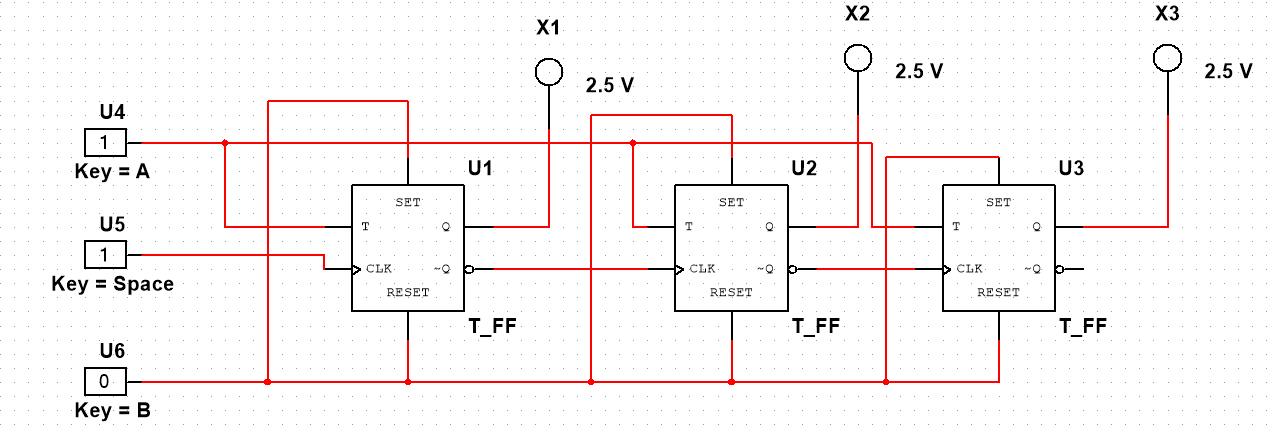 X1
2.5 V
X2
2.5 V
X3
2.5 V
U4
1
Key = A
U5
1
Key = Space
U6
0
Key = B
U1
SET
T
Q
CLK
~Q
RESET
T_FF
U2
SET
T
Q
CLK
~Q
RESET
T_FF
U3
SET
T
Q
CLK
~Q
RESET
T_FF